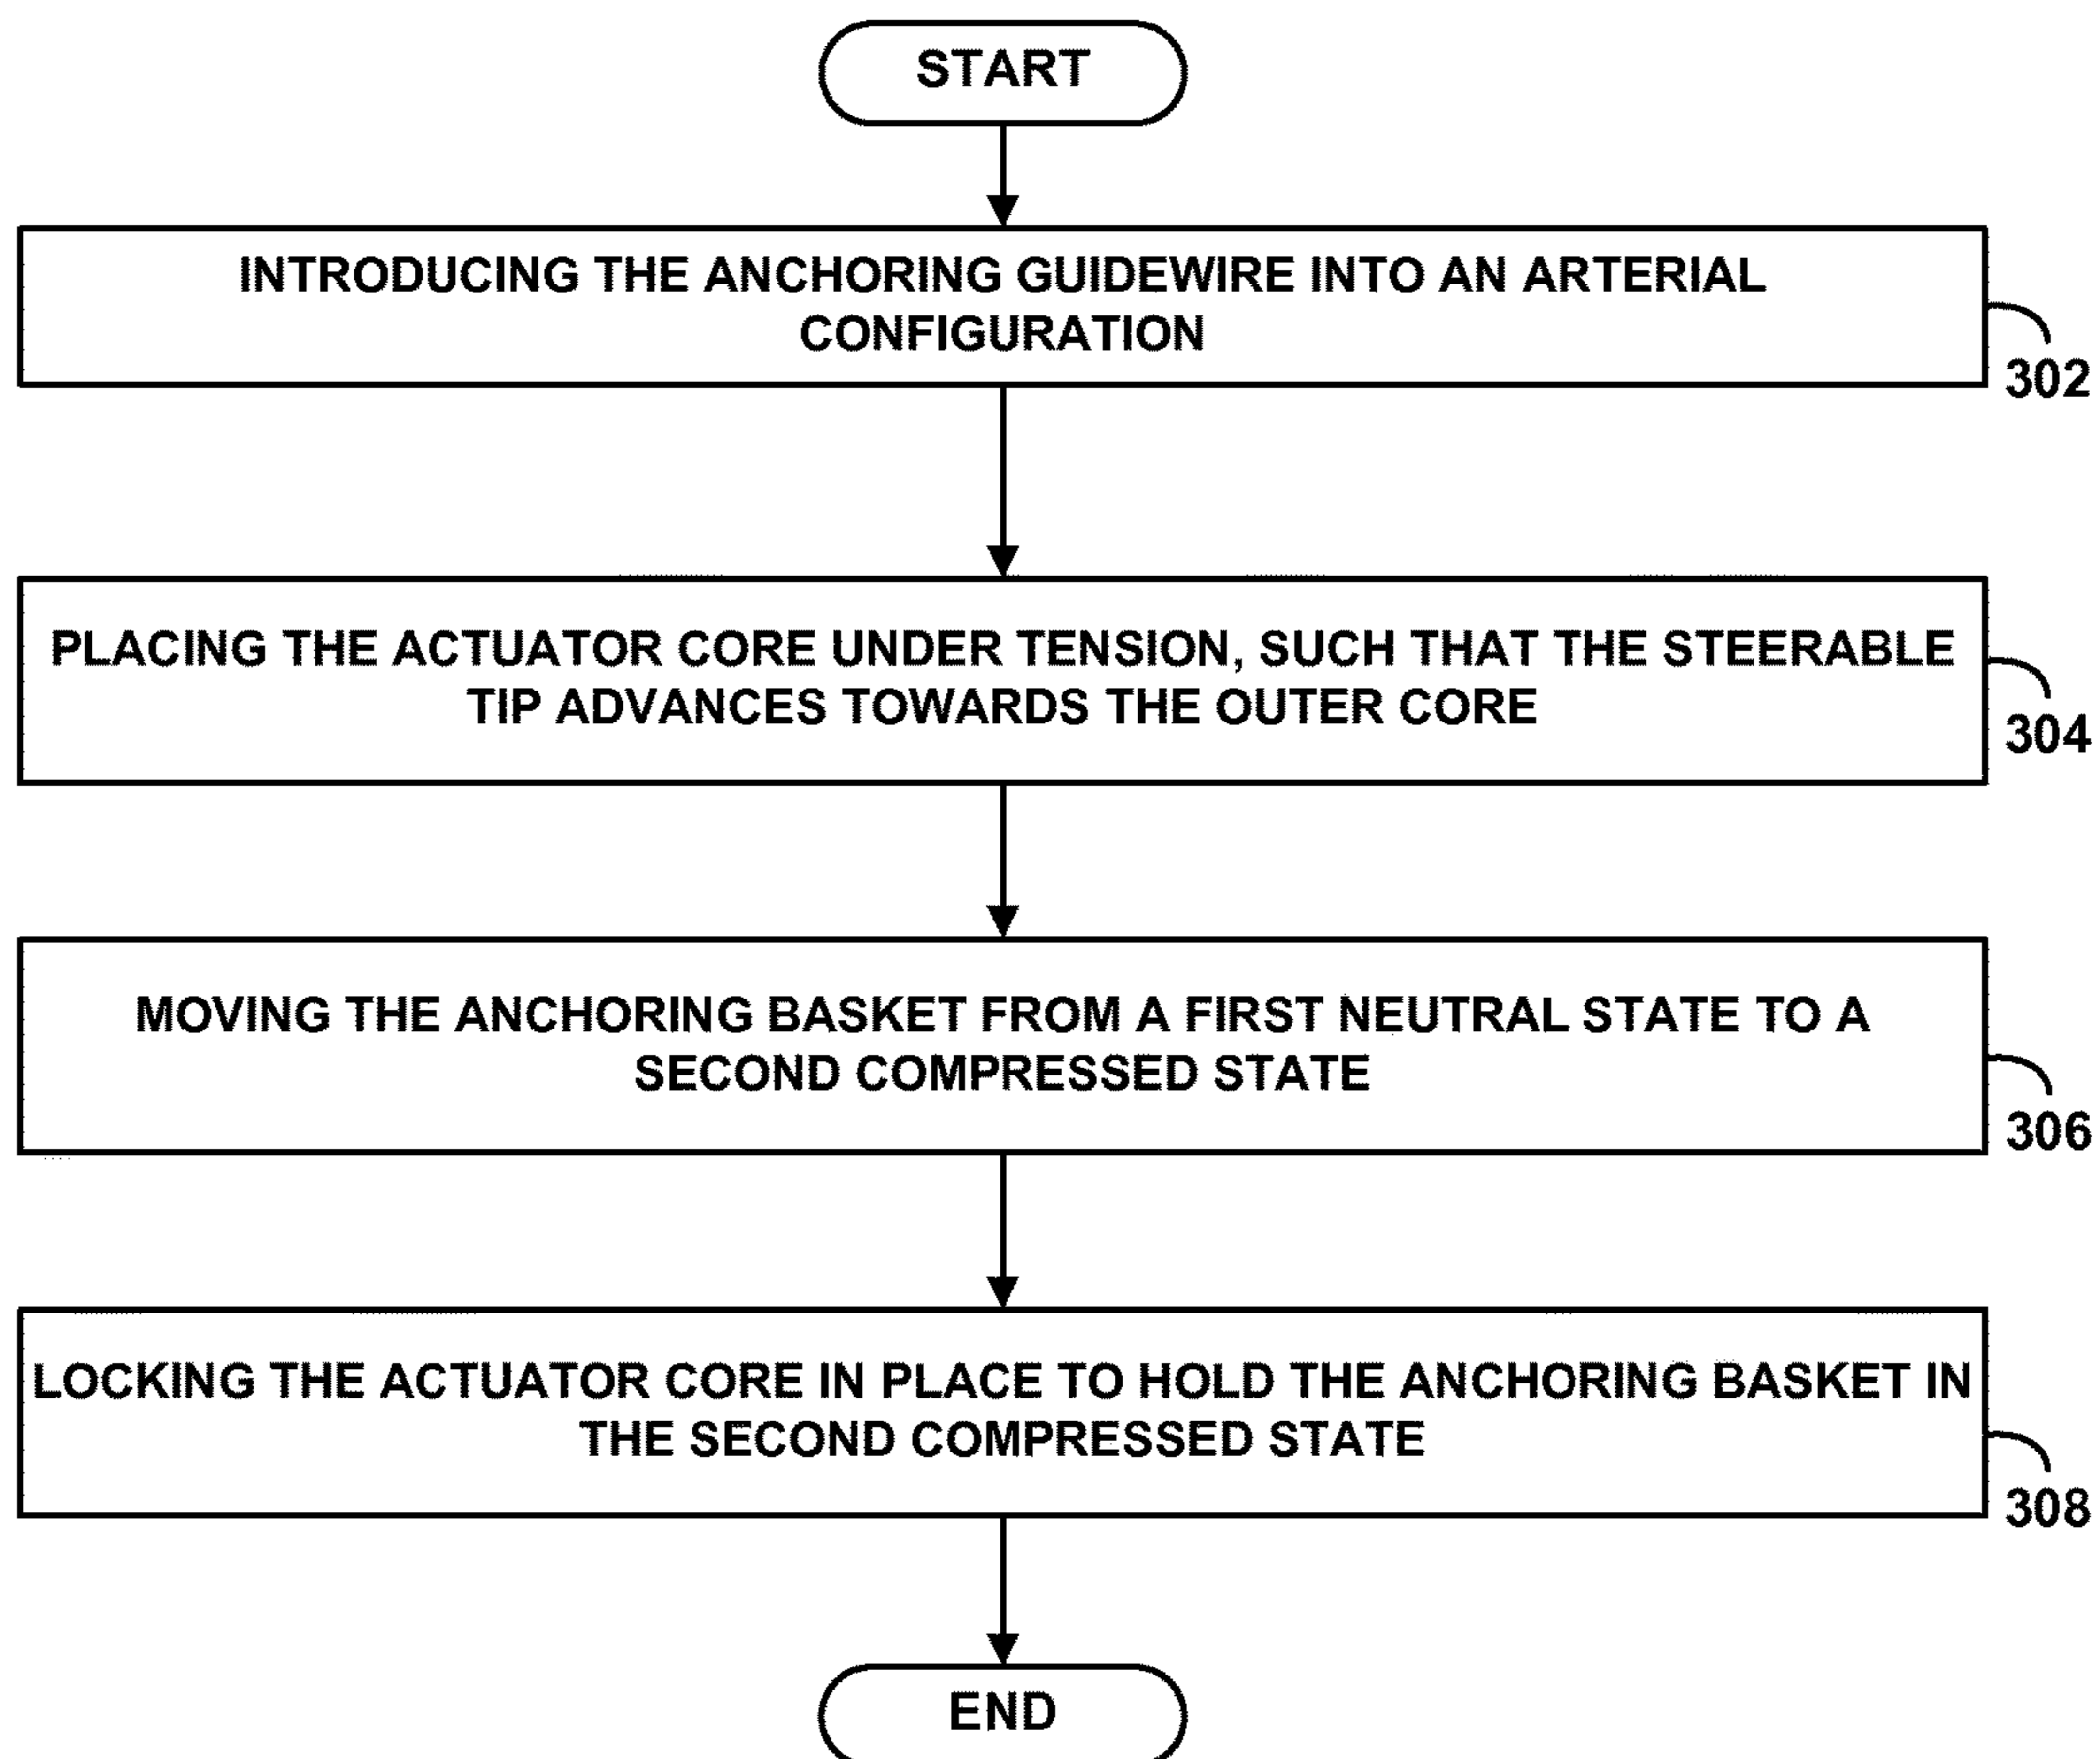 START
INTRODUCING THE ANCHORING GUIDEWIRE INTO AN ARTERIAL
CONFIGURATION
302
PLACING THE ACTUATOR CORE UNDER TENSION, SUCH THAT THE STEERABLE
TIP ADVANCES TOWARDS THE OUTER CORE
304
MOVING THE ANCHORING BASKET FROM A FIRST NEUTRAL STATE TO A
SECOND COMPRESSED STATE
306
LOCKING THE ACTUATOR CORE IN PLACE TO HOLD THE ANCHORING BASKET IN
THE SECOND COMPRESSED STATE
308
END